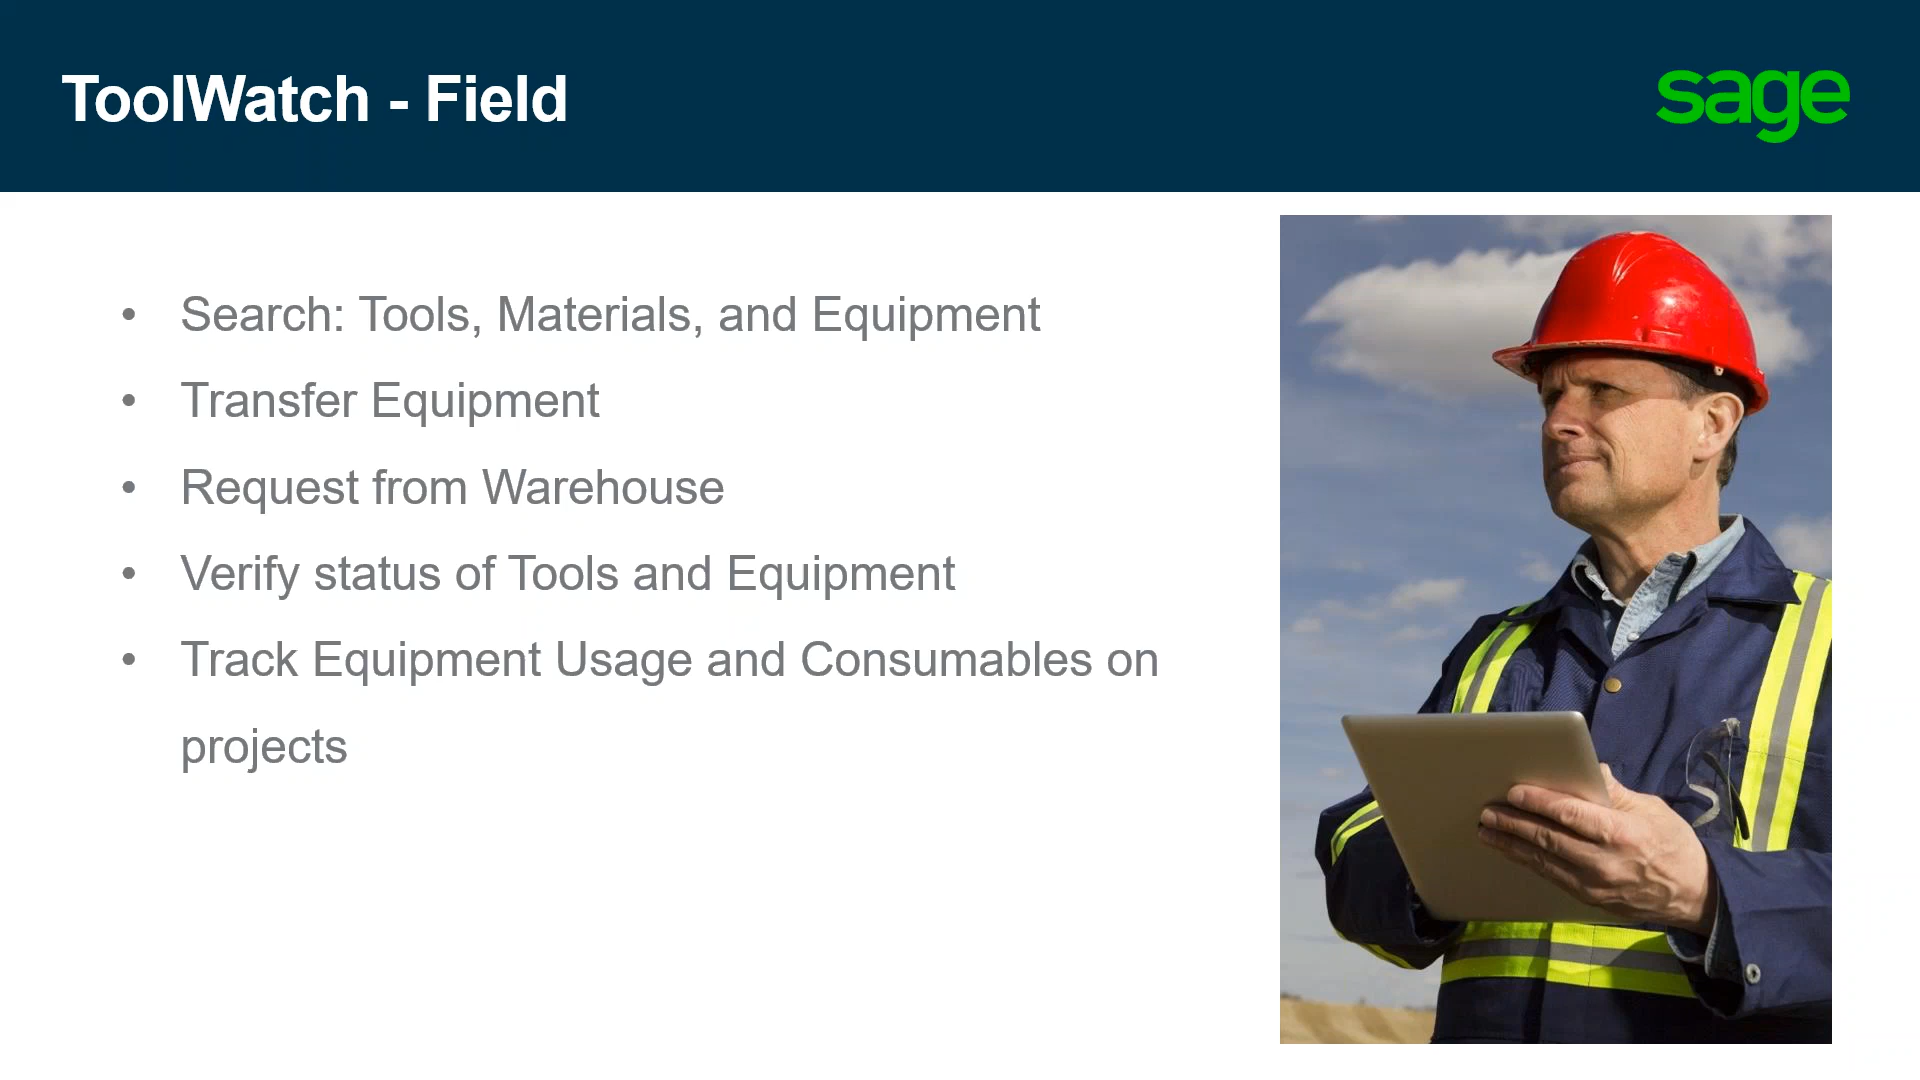 ToolWatch - Field
sage
• Search: Tools, Materials, and Equipment
• Transfer Equipment
• Request from Warehouse
• Verify status of Tools and Equipment
• Track Equipment Usage and Consumables on
projects